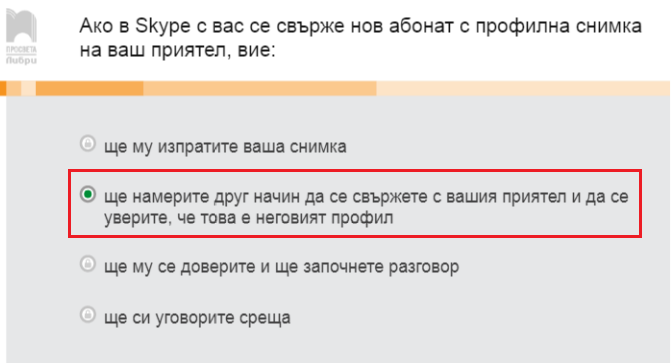 Ако в Skype с вас се свърже нов абонат с профилна снимка
на ваш приятел, вие:
ПРОСВЕТА
Либри
ще му изпратите ваша снимка
ще намерите друг начин да се свържете с вашия приятел и да се
уверите, че това е неговият профил
ще му се доверите и ще започнете разговор
ще си уговорите среща